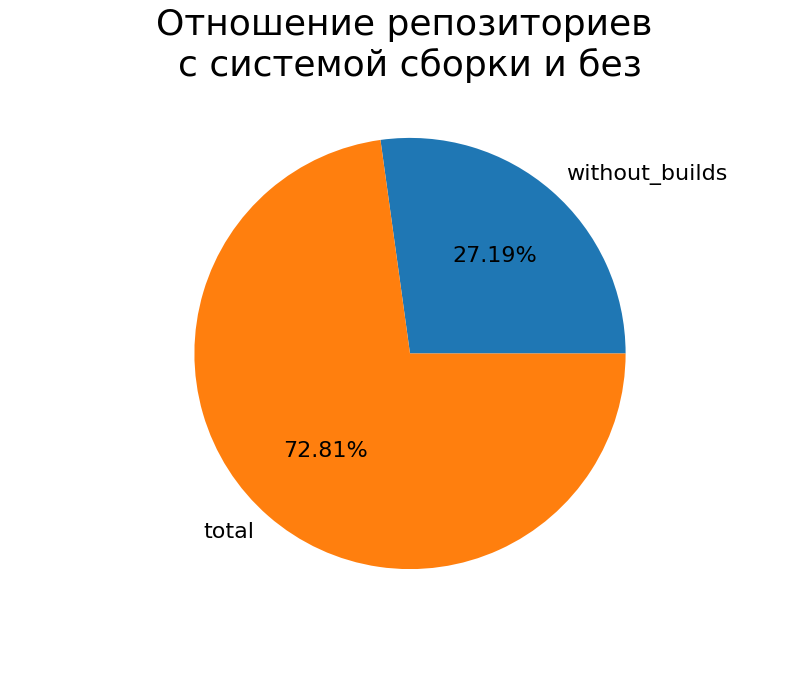 Отношение репозиториев
с системой сборки и без
without_builds
27.19%
72.81%
total